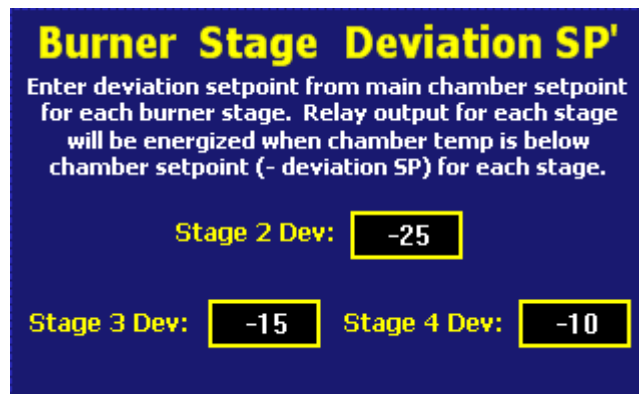 Burner Stage Deviation SP'
Enter deviation setpoint from main chamber setpoint
for each burner stage. Relay output for each stage
will be energized when chamber temp is below
chamber setpoint (- deviation SP) for each stage.
Stage 2 Dev: -25
Stage 3 Dev: -15 Stage 4 Dev: -10